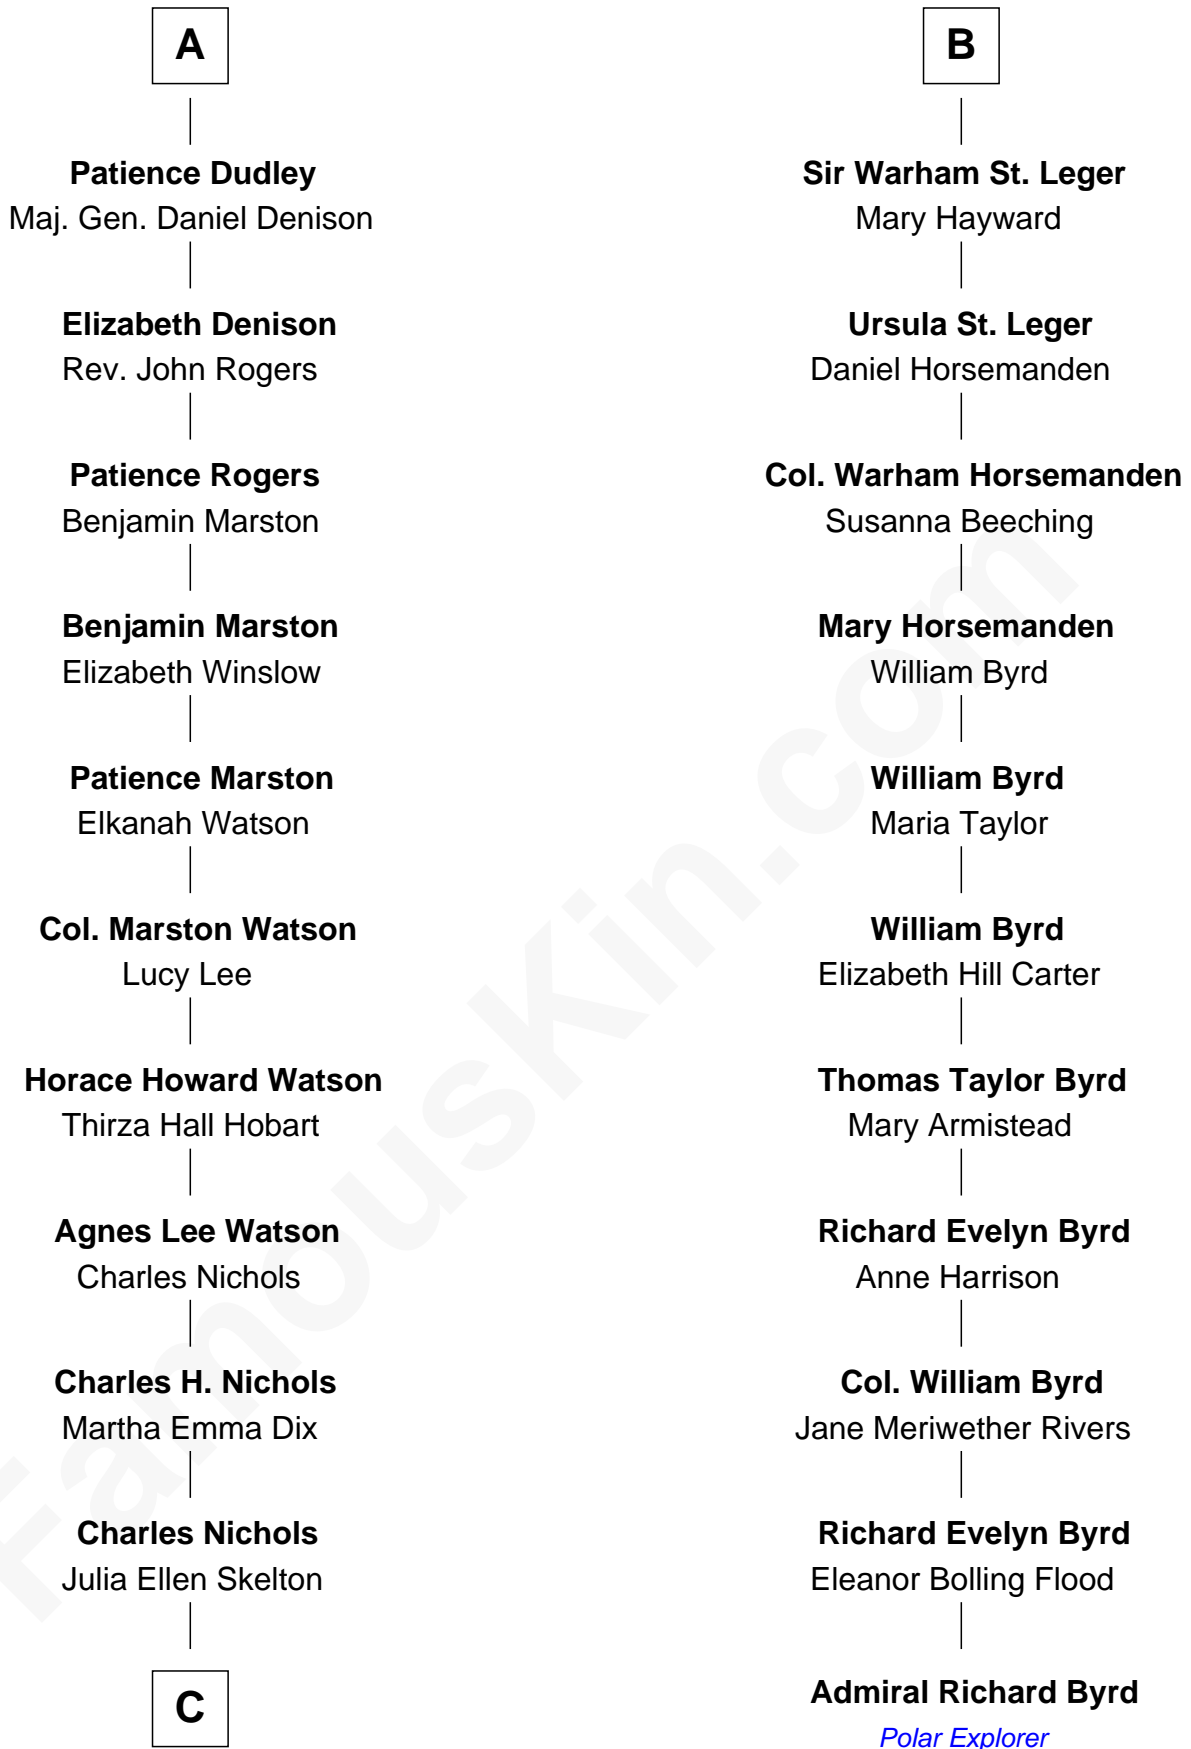 A
Patience Dudley
Maj. Gen. Daniel Denison
Elizabeth Denison
Rev. John Rogers
Patience Rogers
Benjamin Marston
Benjamin Marston
Elizabeth Winslow
Patience Marston
Elkanah Watson
Col. Marston Watson
Lucy Lee
Horace Howard Watson
Thirza Hall Hobart
Agnes Lee Watson
Charles Nichols
Charles H. Nichols
Martha Emma Dix
Charles Nichols
Julia Ellen Skelton
C
B
Sir Warham St. Leger
Mary Hayward
Ursula St. Leger
Daniel Horsemanden
Col. Warham Horsemanden
Susanna Beeching
Mary Horsemanden
William Byrd
William Byrd
Maria Taylor
William Byrd
Elizabeth Hill Carter
Thomas Taylor Byrd
Mary Armistead
Richard Evelyn Byrd
Anne Harrison
Col. William Byrd
Jane Meriwether Rivers
Richard Evelyn Byrd
Eleanor Bolling Flood
Admiral Richard Byrd
Polar Explorer
FamousKin.com